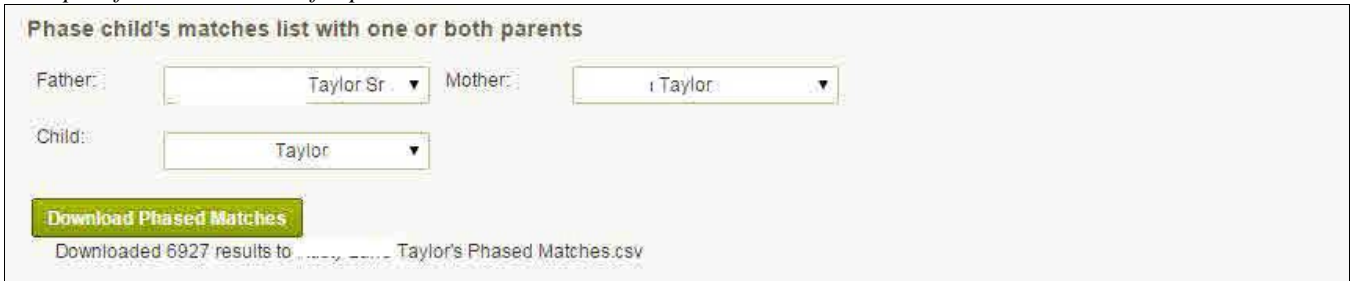 Phase child's matches list with one or both parents
Father: Taylor Sr Mother: Taylor
Child: Taylor
Download Phased Matches
Downloaded 6927 results to Taylor's Phased Matches.csv